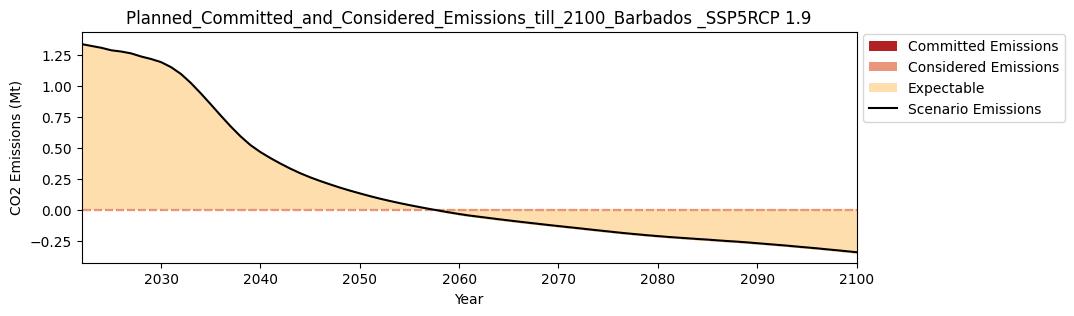 Planned_Committed_and_Considered_Emissions_till_2100_Barbados _SSP5RCP 1.9
CO2 Emissions (Mt)
1.25
1.00
0.75
0.50
0.25
0.00
−0.25
2030 2040 2050 2060 2070 2080 2090 2100
Year
Committed Emissions
Considered Emissions
Expectable
Scenario Emissions